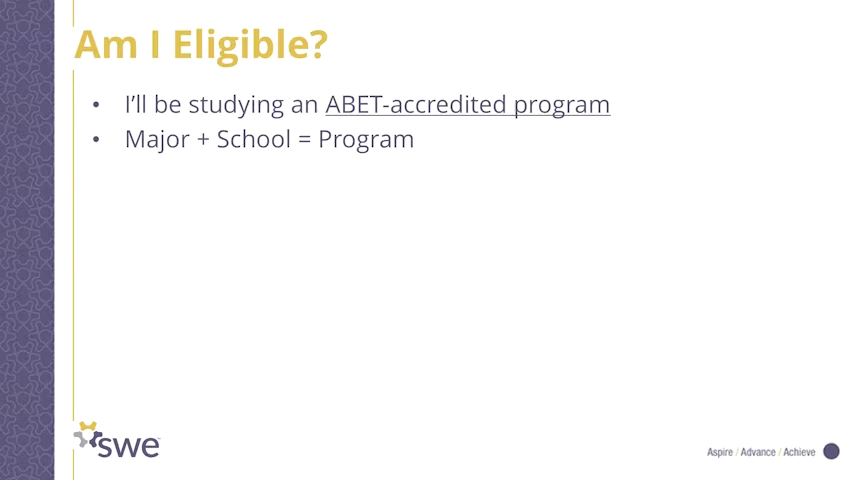 Am I Eligible?
• I'll be studying an ABET-accredited program
• Major + School = Program
swe
Aspire / Advance / Achieve